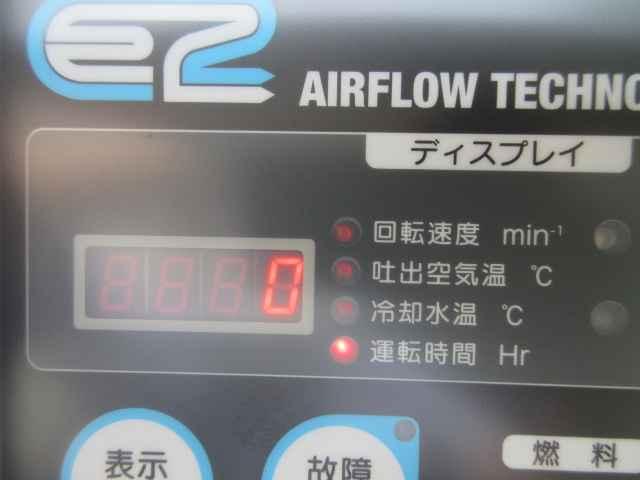 e2
AIRFLOW TECHNO
ディスプレイ
回転速度 min-1
吐出空気温 ℃
0
冷却水温 ℃
運転時間 Hr
表示
故障
燃料